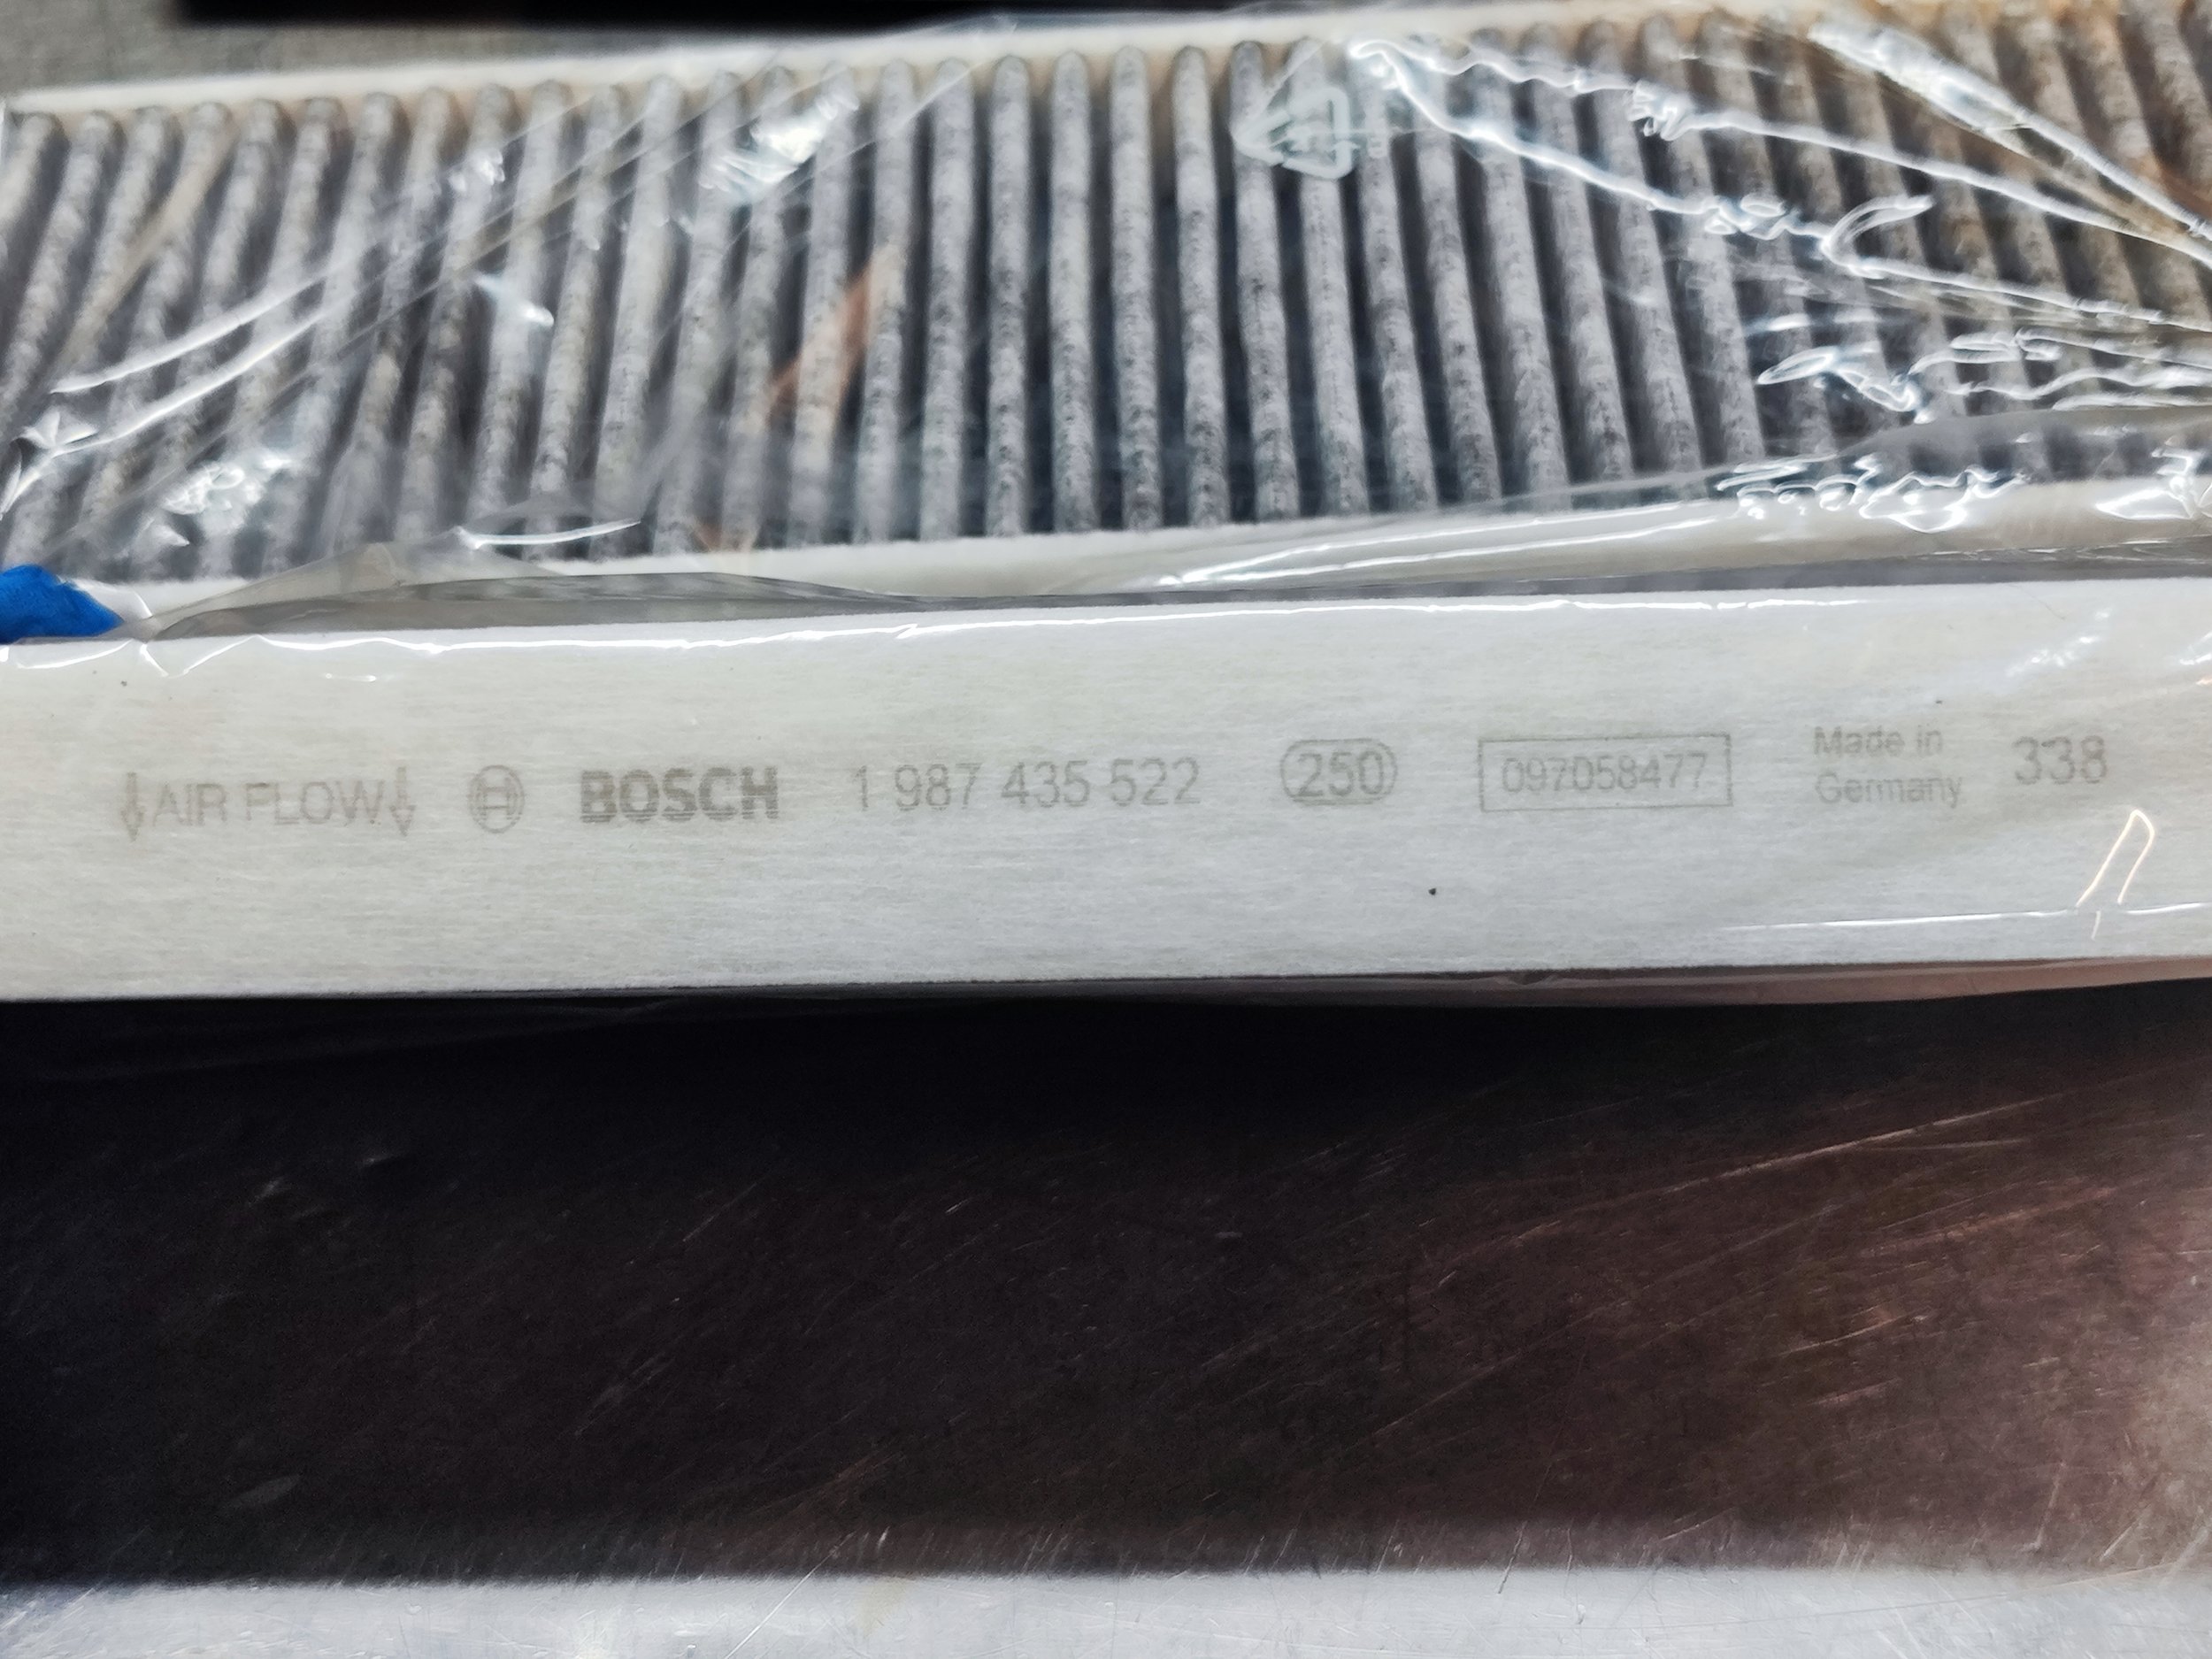 ↓AIR FLOW↓ BOSCH 1 987 435 522 250 097058477 Made in
Germany 338